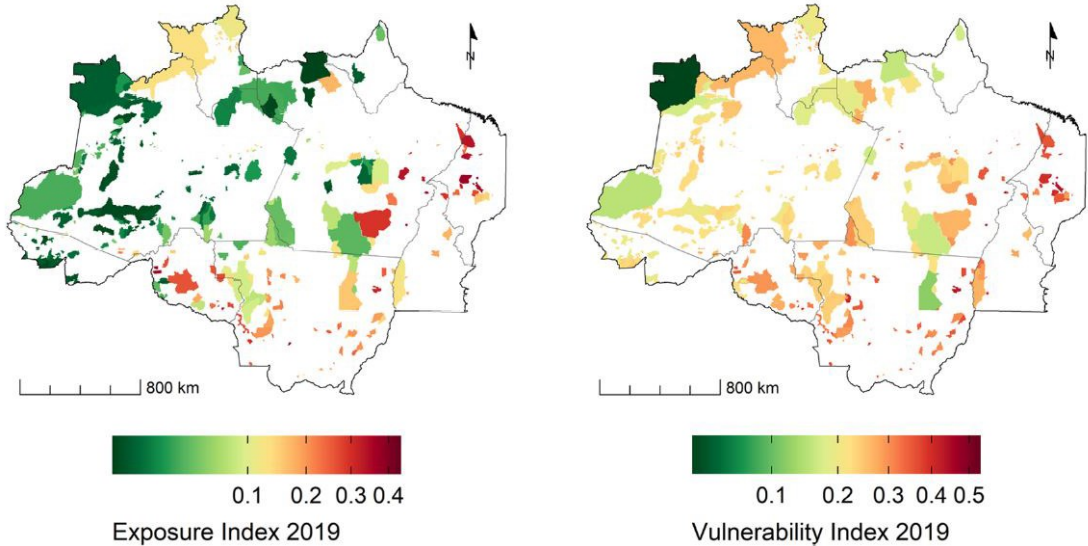 N
N
800 km
800 km
0.1 0.2 0.3 0.4
0.1 0.2 0.3 0.4 0.5
Exposure Index 2019
Vulnerability Index 2019